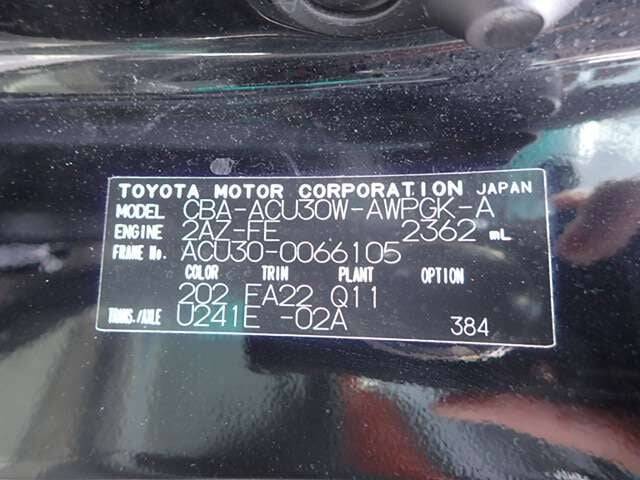 TOYOTA MOTOR CORPORATION JAPAN
MODEL CBA-ACU30W-AWPGK-A
ENGINE 2AZ-FE 2362 mL
FRAME No. ACU30-0066105
COLOR TRIM PLANT OPTION
202 EA22 Q11
TRANS./AXLE U241E -02A 384